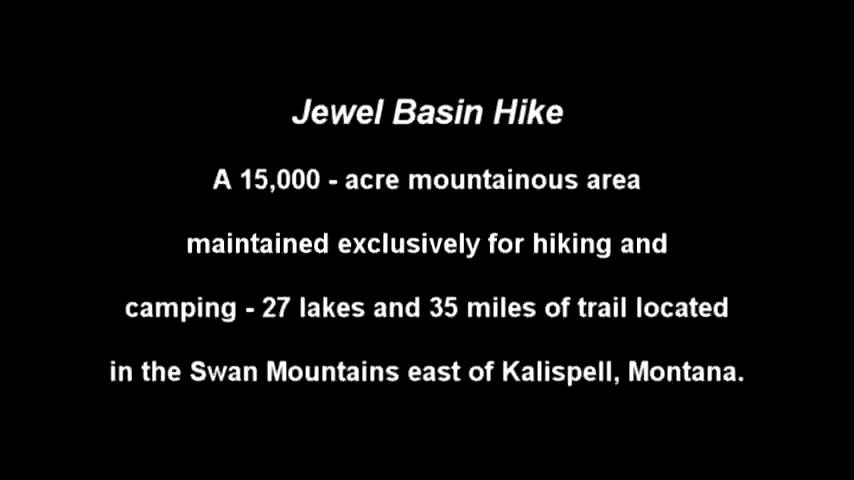 Jewel Basin Hike
A 15,000 - acre mountainous area
maintained exclusively for hiking and
camping - 27 lakes and 35 miles of trail located
in the Swan Mountains east of Kalispell, Montana.